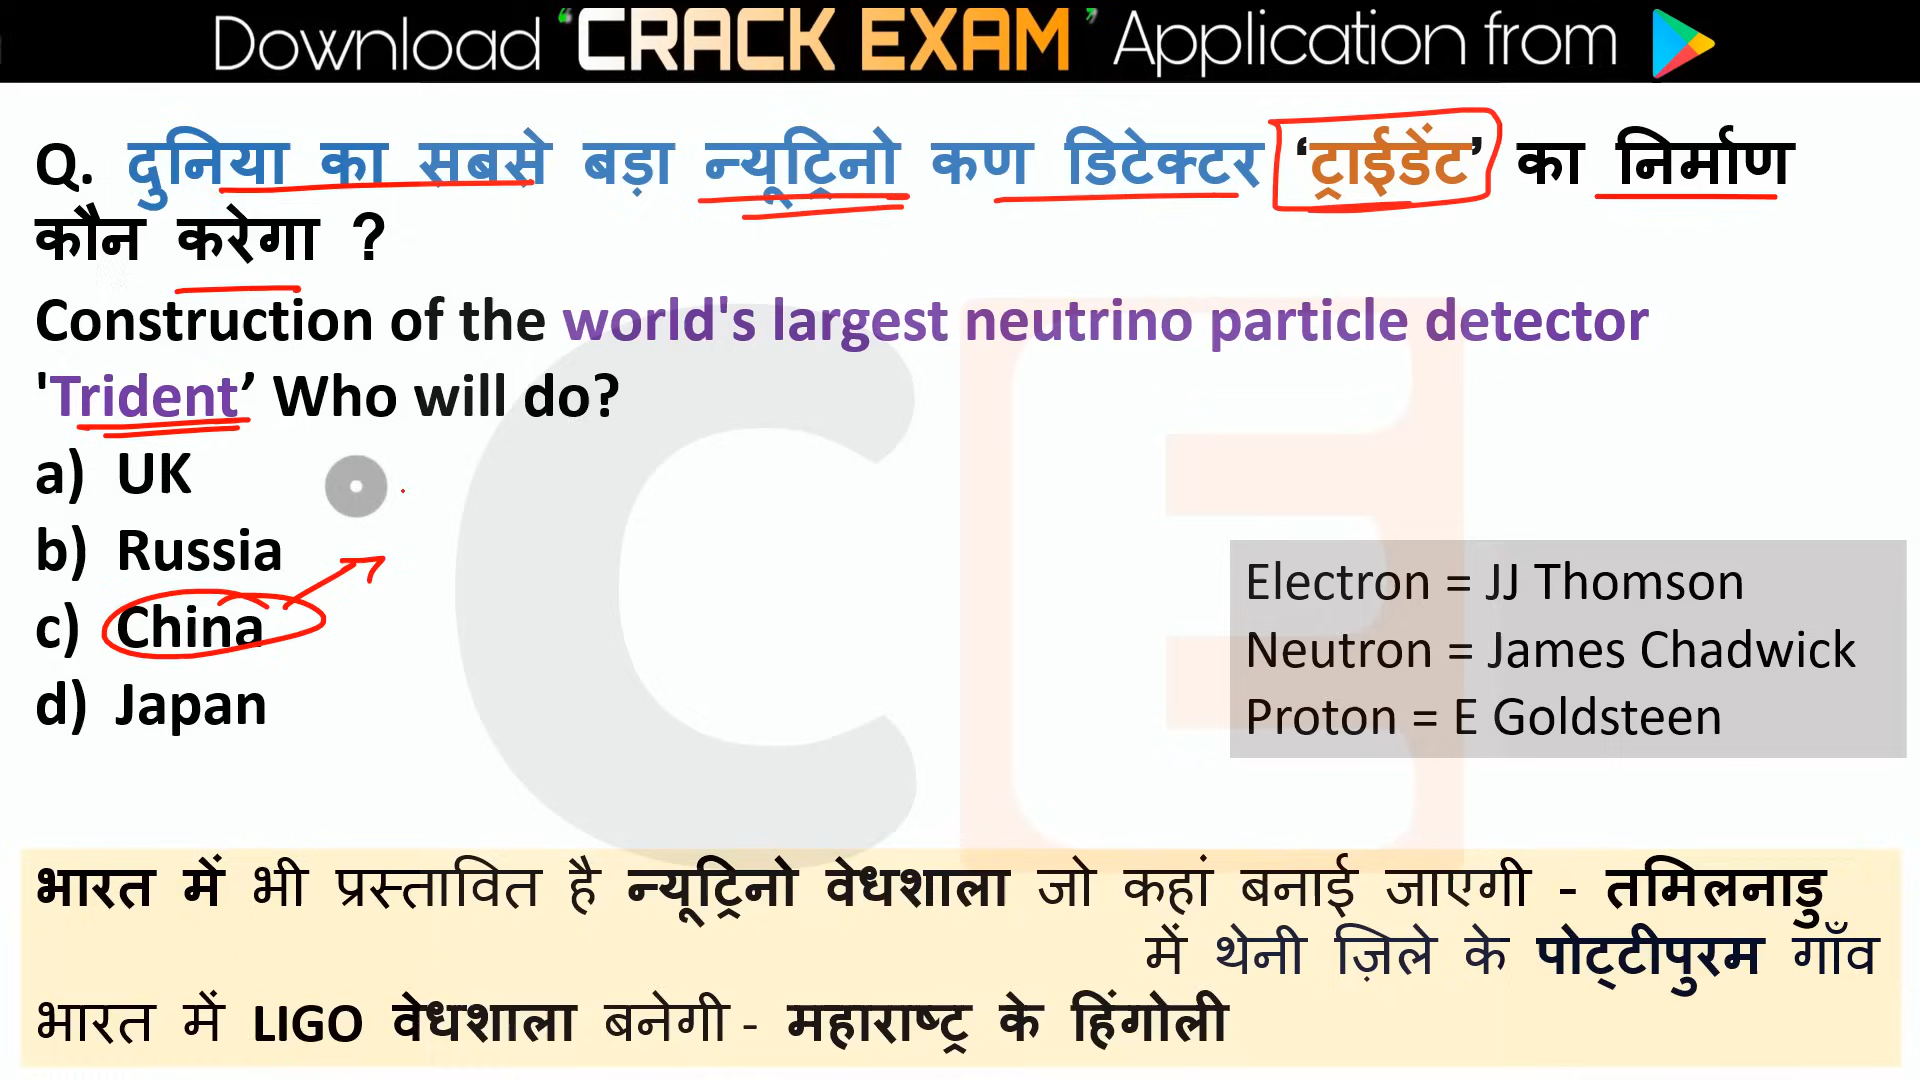 Download ‘CRACK EXAM’ Application from
Q. दुनिया का सबसे बड़ा न्यूट्रिनो कण डिटेक्टर ‘ट्राईडेंट’ का निर्माण
कौन करेगा ?
Construction of the world's largest neutrino particle detector
'Trident’ Who will do?
a) UK
b) Russia
c) China
d) Japan
Electron = JJ Thomson
Neutron = James Chadwick
Proton = E Goldsteen
भारत में भी प्रस्तावित है न्यूट्रिनो वेधशाला जो कहां बनाई जाएगी - तमिलनाडु
में थेनी ज़िले के पोट्टीपुरम गाँव
भारत में LIGO वेधशाला बनेगी - महाराष्ट्र के हिंगोली
CE